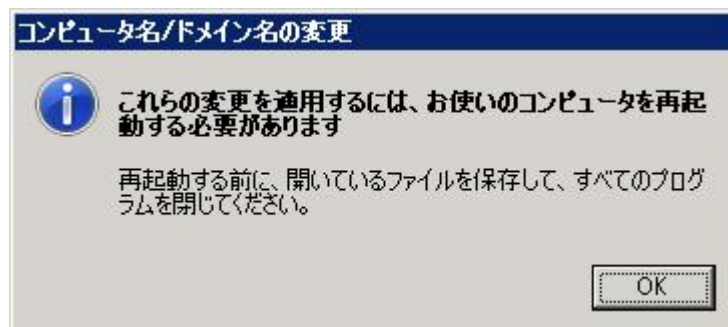 コンピュータ名/ドメイン名の変更
これらの変更を適用するには、お使いのコンピュータを再起
動する必要があります
再起動する前に、開いているファイルを保存して、すべてのプログ
ラムを閉じてください。
OK